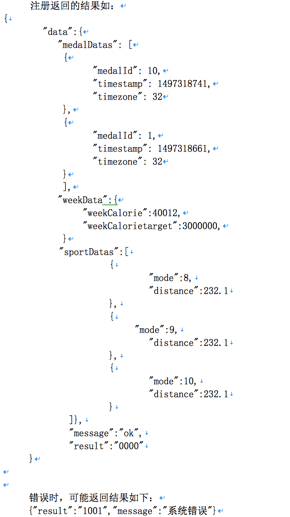 注册返回的结果如：
{
"data":{
"medalDatas": [
{
"medalId": 10,
"timestamp": 1497318741,
"timezone": 32
},
{
"medalId": 1,
"timestamp": 1497318661,
"timezone": 32
}
],
"weekData":{
"weekCalorie":40012,
"weekCalorietarget":3000000,
}
"sportDatas":[
{
"mode":8,
"distance":232.1
},
{
"mode":9,
"distance":232.1
},
{
"mode":10,
"distance":232.1
}
]},
"message":"ok",
"result":"0000"
}
错误时，可能返回结果如下：
{"result":"1001","message":"系统错误"}